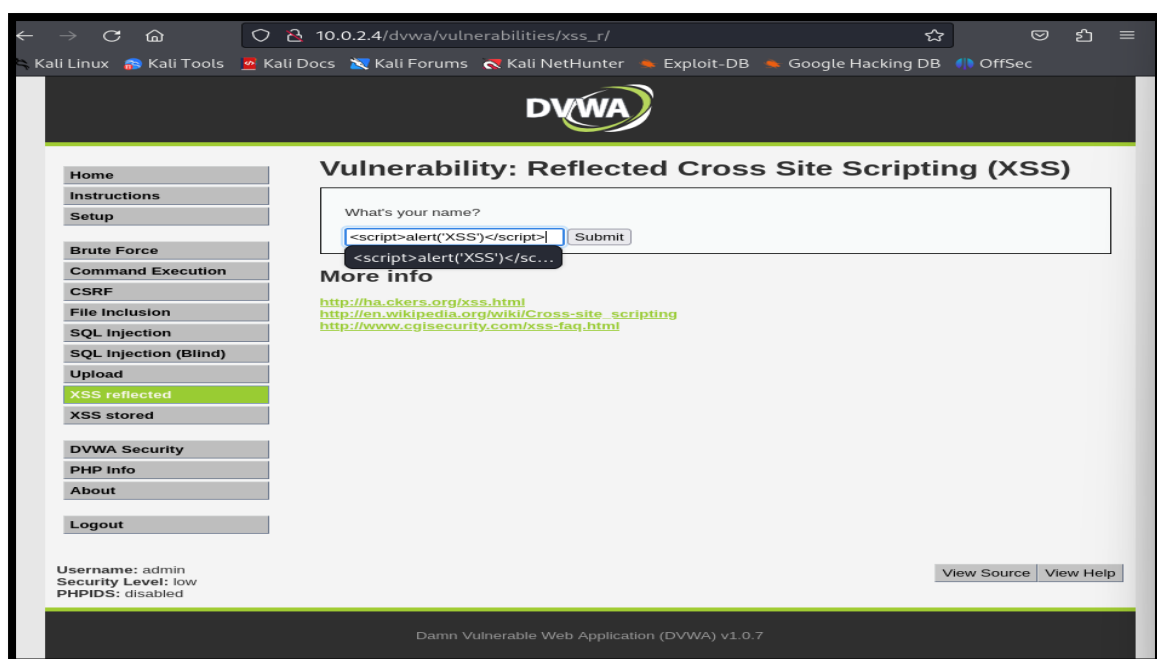 10.0.2.4/dvwa/vulnerabilities/xss_r/
Kali Linux Kali Tools Kali Docs Kali Forums Kali NetHunter Exploit-DB Google Hacking DB OffSec
DVWA
Home
Instructions
Setup
Brute Force
Command Execution
CSRF
File Inclusion
SQL Injection
SQL Injection (Blind)
Upload
XSS reflected
XSS stored
DVWA Security
PHP Info
About
Logout
Vulnerability: Reflected Cross Site Scripting (XSS)
What's your name?
<script>alert('XSS')</script> Submit
<script>alert('XSS')</sc...
More info
http://ha.ckers.org/xss.html
http://en.wikipedia.org/wiki/Cross-site_scripting
http://www.cgisecurity.com/xss-faq.html
Username: admin
Security Level: low
PHPIDS: disabled
View Source View Help
Damn Vulnerable Web Application (DVWA) v1.0.7